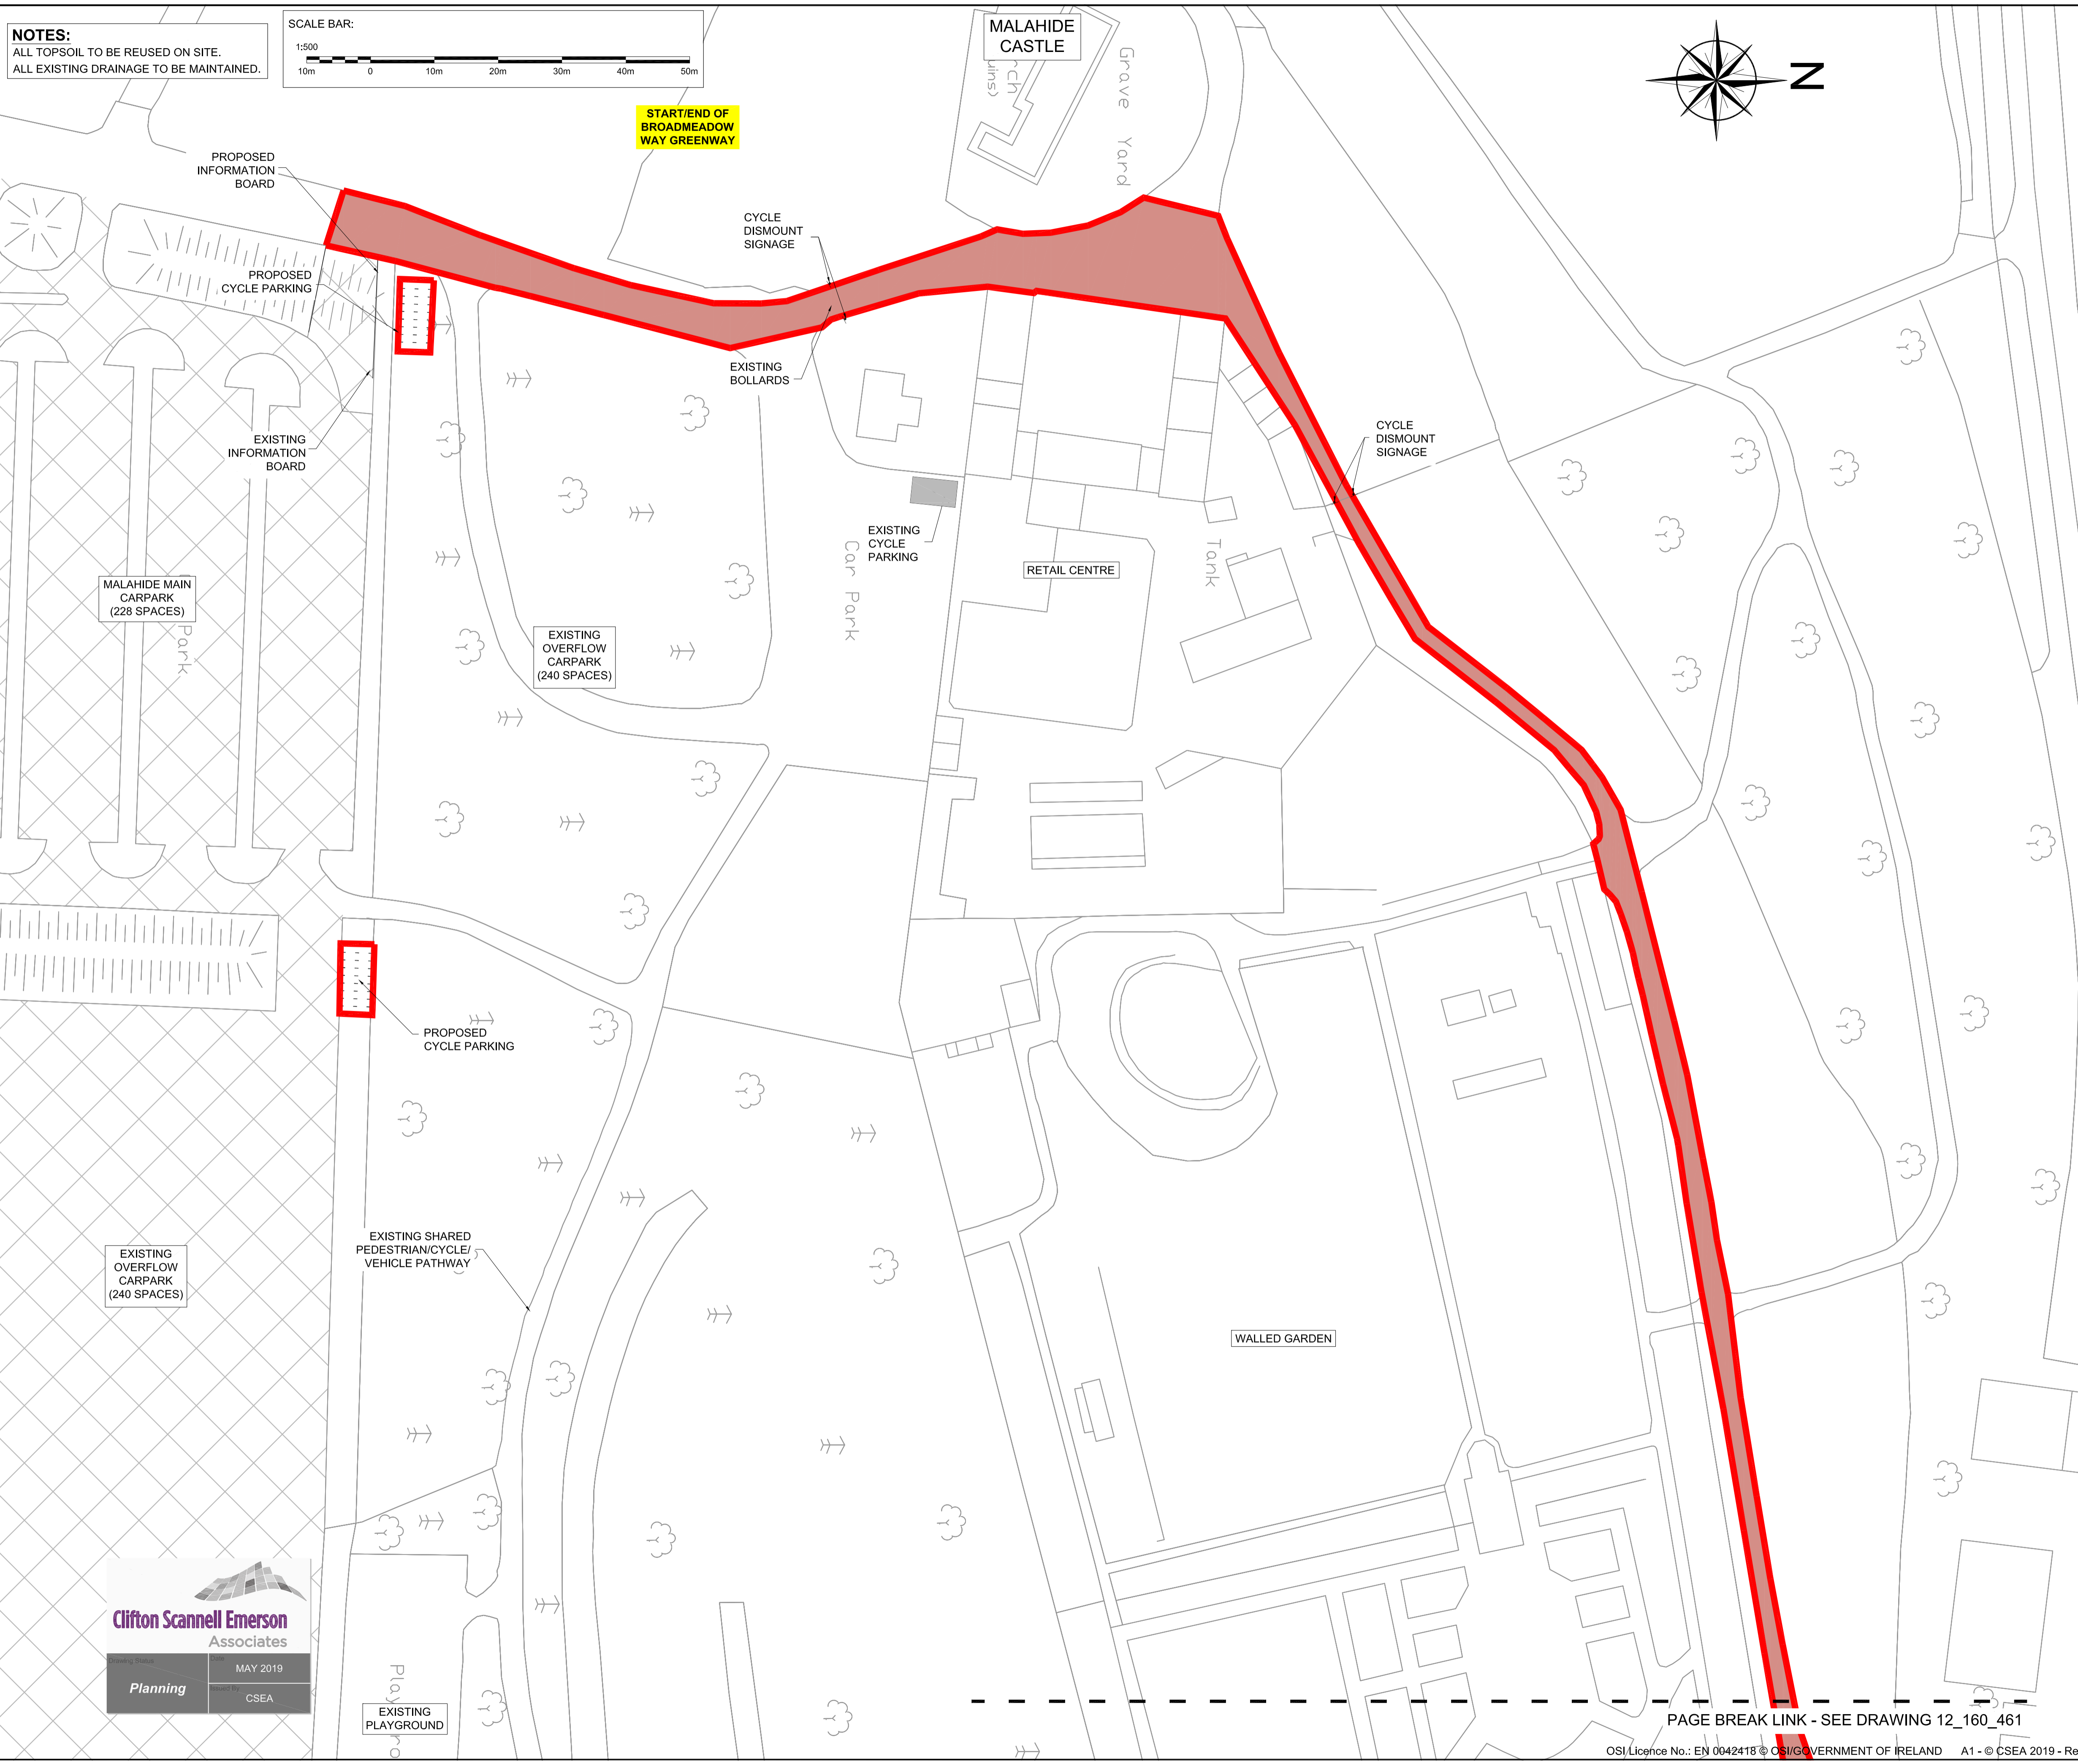 NOTES:
ALL TOPSOIL TO BE REUSED ON SITE.
ALL EXISTING DRAINAGE TO BE MAINTAINED.
SCALE BAR:
1:500
10m 0 10m 20m 30m 40m 50m
MALAHIDE
CASTLE
Grave Yard
N
START/END OF
BROADMEADOW
WAY GREENWAY
PROPOSED
INFORMATION
BOARD
PROPOSED
CYCLE PARKING
CYCLE
DISMOUNT
SIGNAGE
EXISTING
BOLLARDS
EXISTING
INFORMATION
BOARD
CYCLE
DISMOUNT
SIGNAGE
EXISTING
CYCLE
PARKING
Car Park
RETAIL CENTRE
Tank
MALAHIDE MAIN
CARPARK
(228 SPACES)
Park
EXISTING
OVERFLOW
CARPARK
(240 SPACES)
PROPOSED
CYCLE PARKING
EXISTING SHARED
PEDESTRIAN/CYCLE/
VEHICLE PATHWAY
EXISTING
OVERFLOW
CARPARK
(240 SPACES)
WALLED GARDEN
Clifton Scannell Emerson
Associates
Drawing Status
Planning
Date
MAY 2019
Issued By
CSEA
EXISTING
PLAYGROUND
PAGE BREAK LINK - SEE DRAWING 12_160_461
OSI Licence No.: EN 0042418 © OSI/GOVERNMENT OF IRELAND A1 - © CSEA 2019 - Re